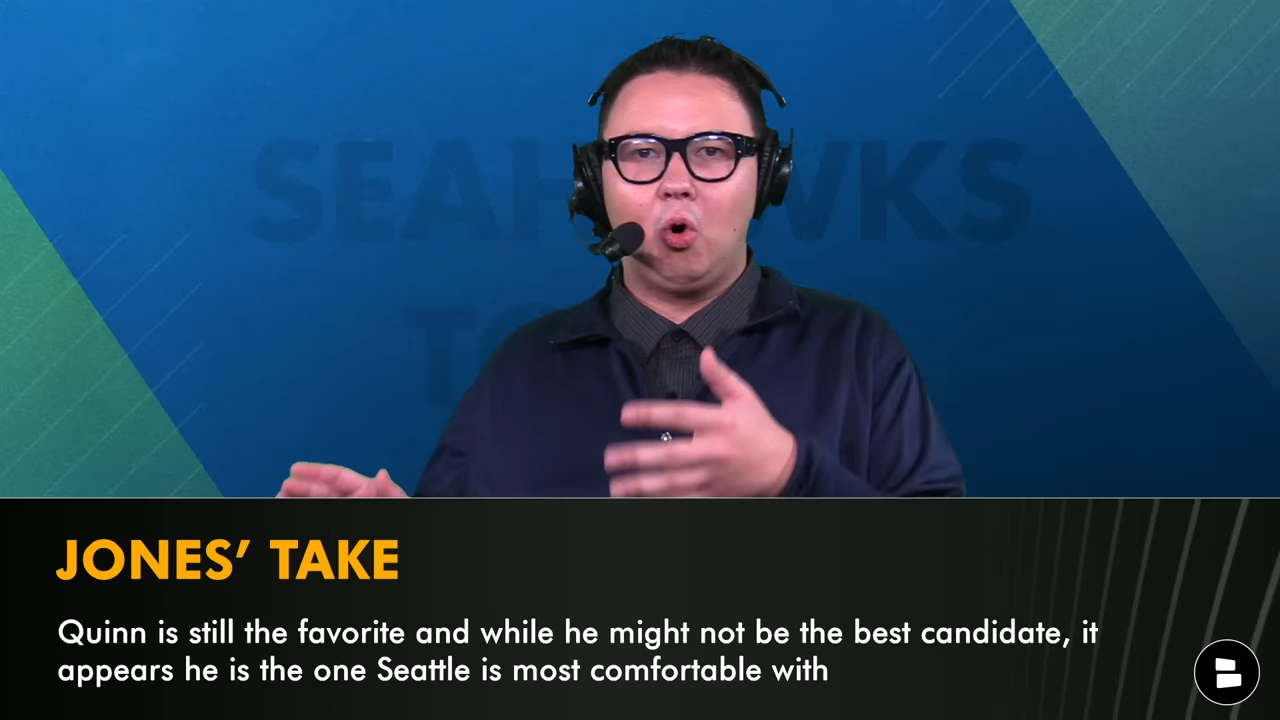 SEAHAWKS
JONES’ TAKE
Quinn is still the favorite and while he might not be the best candidate, it
appears he is the one Seattle is most comfortable with